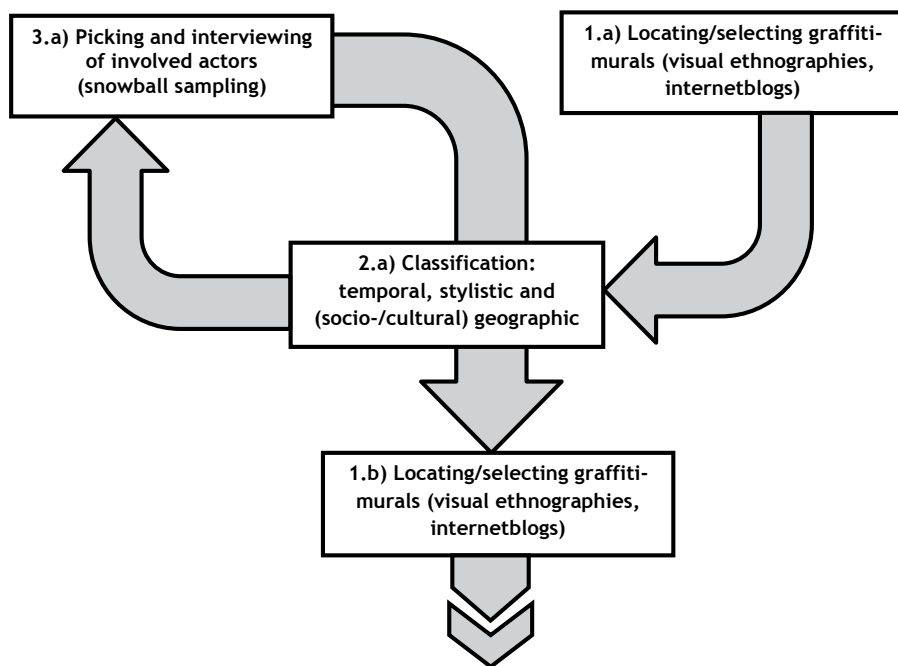 3.a) Picking and interviewing
of involved actors
(snowball sampling)
1.a) Locating/selecting graffiti-
murals (visual ethnographies,
internetblogs)
2.a) Classification:
temporal, stylistic and
(socio-/cultural) geographic
1.b) Locating/selecting graffiti-
murals (visual ethnographies,
internetblogs)